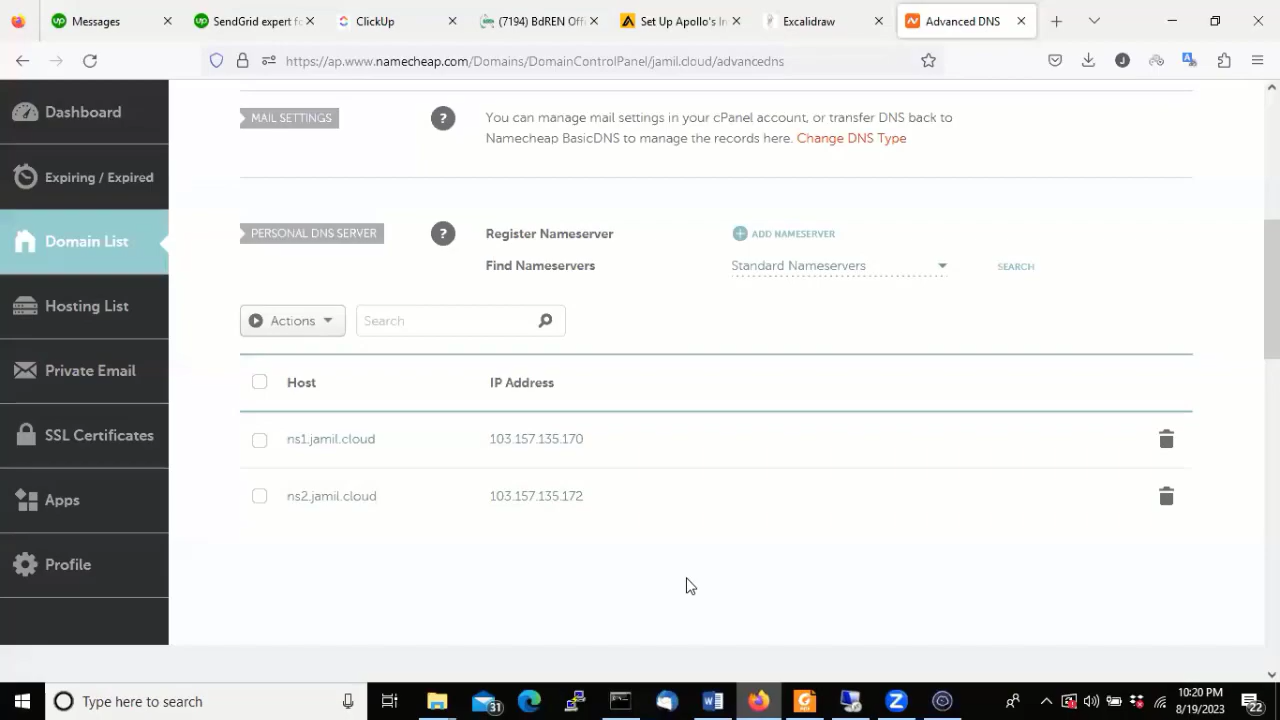 Messages
SendGrid expert fo
ClickUp
(7194) BdREN Off
Set Up Apollo's In
Excalidraw
Advanced DNS
https://ap.www.namecheap.com/Domains/DomainControlPanel/jamil.cloud/advancedns
Dashboard
Expiring / Expired
Domain List
Hosting List
Private Email
SSL Certificates
Apps
Profile
MAIL SETTINGS
?
You can manage mail settings in your cPanel account, or transfer DNS back to
Namecheap BasicDNS to manage the records here. Change DNS Type
PERSONAL DNS SERVER
?
Register Nameserver
ADD NAMESERVER
Find Nameservers
Standard Nameservers
SEARCH
Actions
Search
Host
IP Address
ns1.jamil.cloud
103.157.135.170
ns2.jamil.cloud
103.157.135.172
Type here to search
31
10:20 PM
8/19/2023
22